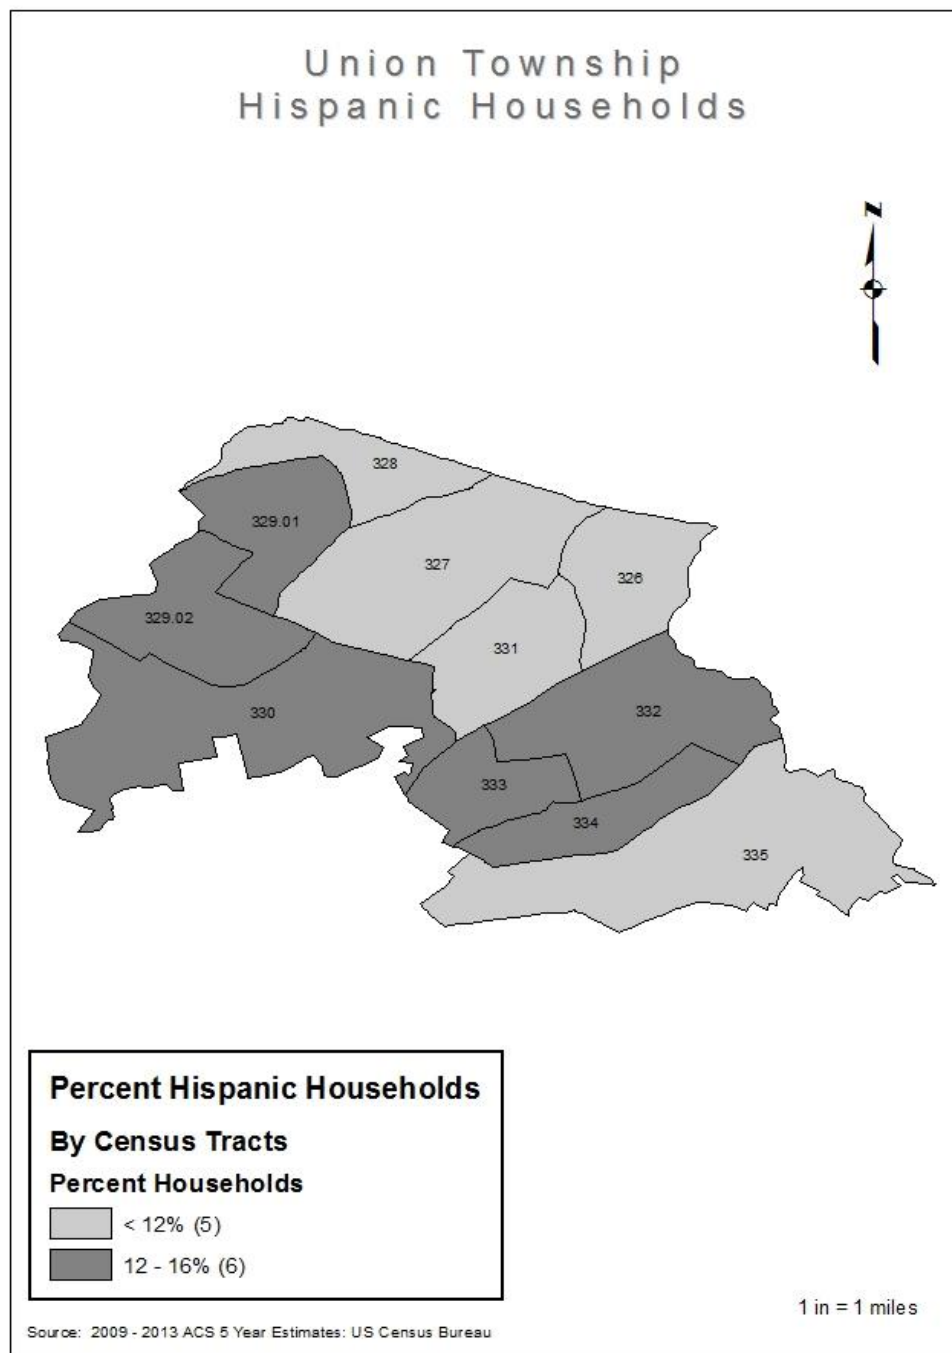 Union Township
Hispanic Households
N
328
329.01
327
326
329.02
331
330
332
333
334
335
Percent Hispanic Households
By Census Tracts
Percent Households
< 12% (5)
12 - 16% (6)
1 in = 1 miles
Source: 2009 - 2013 ACS 5 Year Estimates: US Census Bureau